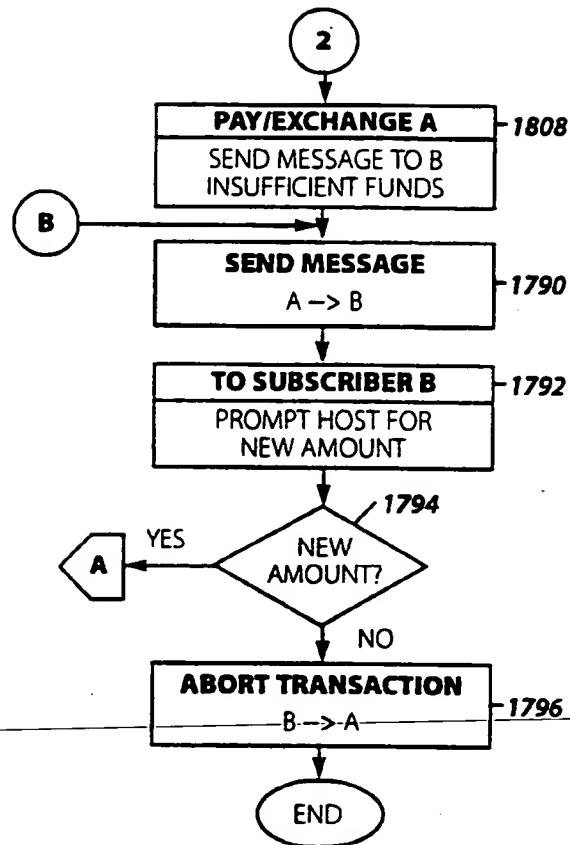 2
PAY/EXCHANGE A
1808
SEND MESSAGE TO B
INSUFFICIENT FUNDS
B
SEND MESSAGE
1790
A —> B
TO SUBSCRIBER B
1792
PROMPT HOST FOR
NEW AMOUNT
1794
YES
A
NEW
AMOUNT?
NO
ABORT TRANSACTION
1796
B —> A
END